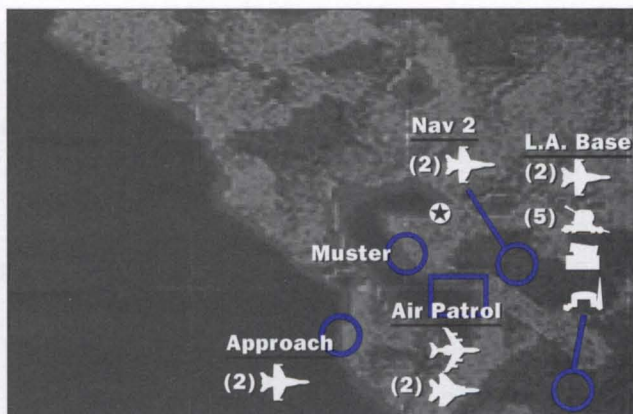 Nav 2
(2)
L.A. Base
(2)
(5)
Muster
Air Patrol
(2)
Approach
(2)